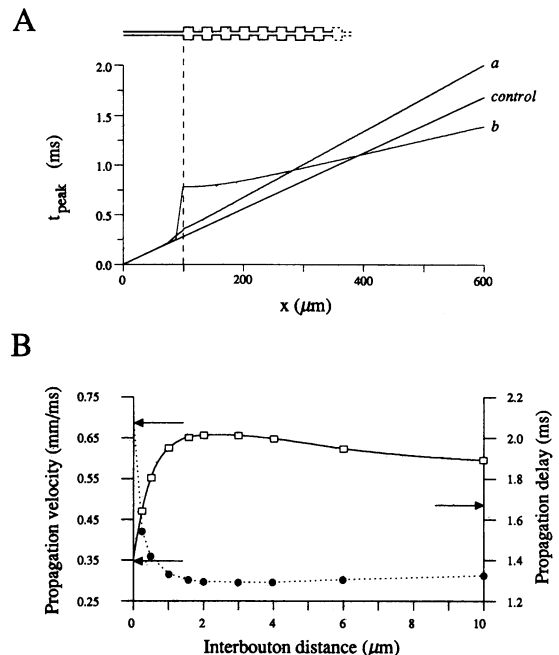 A
2.0
1.5
1.0
0.5
0.0
t peak (ms)
a
control
b
0
200
400
600
x (μm)
B
Propagation velocity (mm/ms)
0.75
0.65
0.55
0.45
0.35
0.25
2.2
2.0
1.8
1.6
1.4
1.2
Propagation delay (ms)
0
2
4
6
8
10
Interbouton distance (μm)